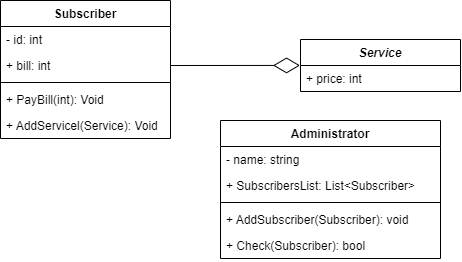 Subscriber
- id: int
+ bill: int
+ PayBill(int): Void
+ AddServicel(Service): Void
Service
+ price: int
Administrator
- name: string
+ SubscribersList: List<Subscriber>
+ AddSubscriber(Subscriber): void
+ Check(Subscriber): bool